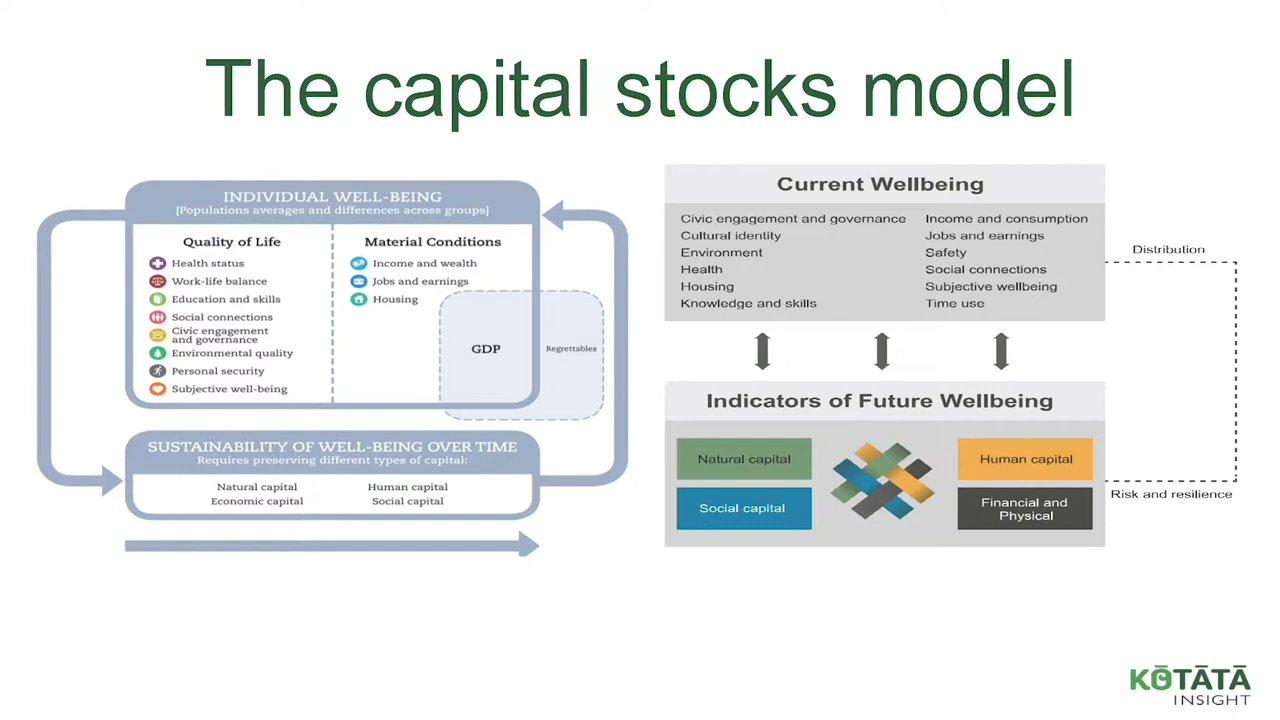 The capital stocks model
INDIVIDUAL WELL-BEING
[Populations averages and differences across groups]
Quality of Life
Health status
Work-life balance
Education and skills
Social connections
Civic engagement
and governance
Environmental quality
Personal security
Subjective well-being
Material Conditions
Income and wealth
Jobs and earnings
Housing
GDP
Regrettables
SUSTAINABILITY OF WELL-BEING OVER TIME
Requires preserving different types of capital:
Natural capital
Human capital
Economic capital
Social capital
Current Wellbeing
Civic engagement and governance
Cultural identity
Environment
Health
Housing
Knowledge and skills
Income and consumption
Jobs and earnings
Safety
Social connections
Subjective wellbeing
Time use
Distribution
Indicators of Future Wellbeing
Natural capital
Human capital
Social capital
Financial and
Physical
Risk and resilience
KŌTĀTĀ
INSIGHT